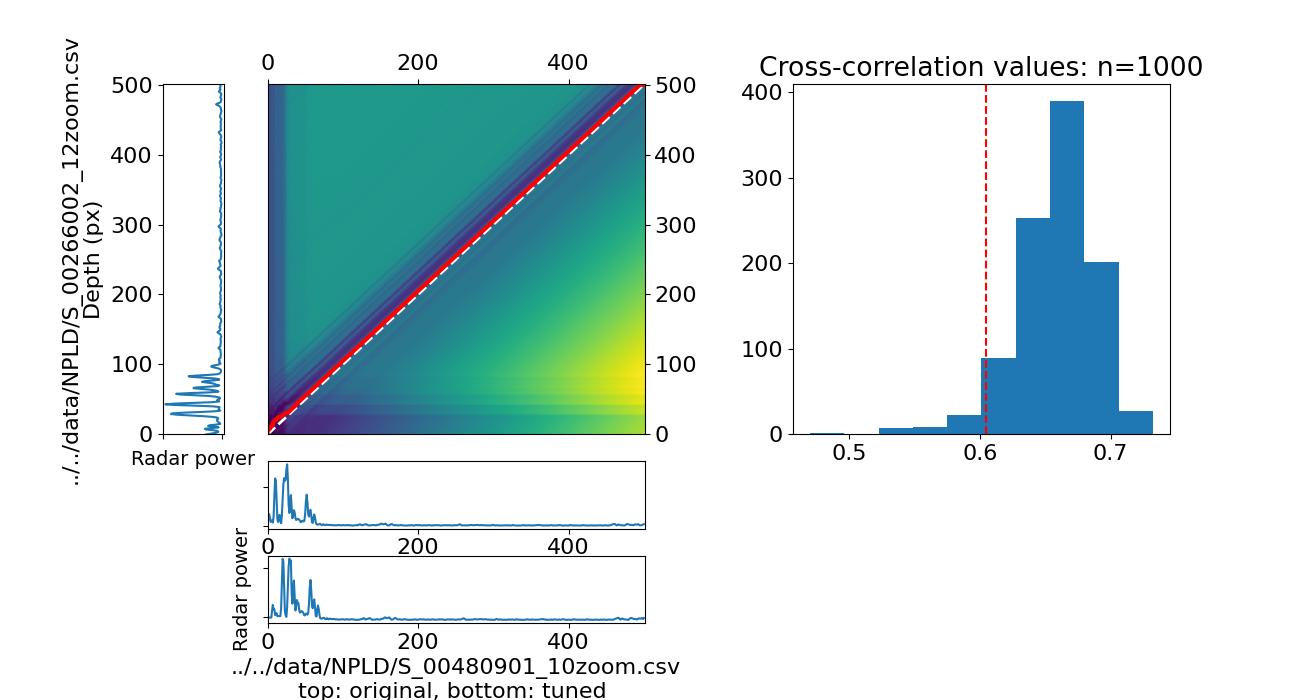 Cross-correlation values: n=1000
0 200 400
500 400 300 200 100 0
../../data/NPLD/S_00266002_12zoom.csv
Depth (px)
Radar power
500 400 300 200 100 0
400 300 200 100 0
0.5 0.6 0.7
0 200 400
Radar power
0 200 400
../../data/NPLD/S_00480901_10zoom.csv
top: original, bottom: tuned